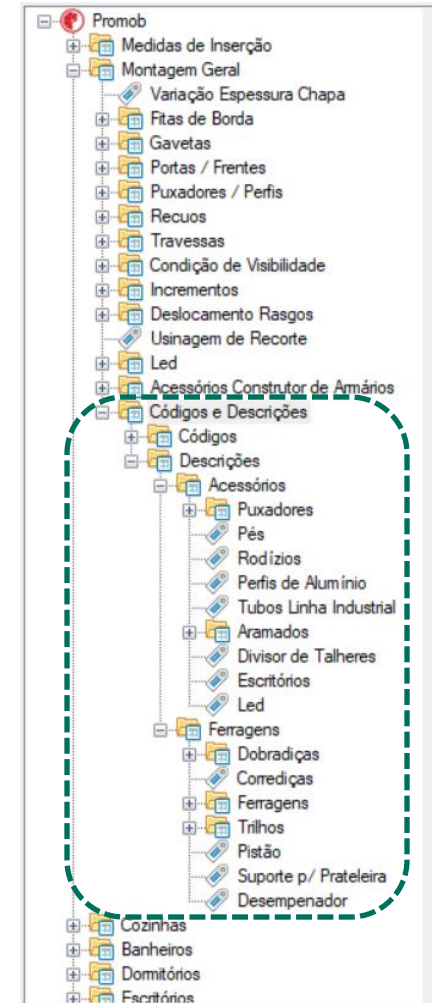 Promob
Medidas de Inserção
Montagem Geral
Variação Espessura Chapa
Fitas de Borda
Gavetas
Portas / Frentes
Puxadores / Perfis
Recuos
Travessas
Condição de Visibilidade
Incrementos
Deslocamento Rasgos
Usinagem de Recorte
Led
Acessórios Construtor de Armários
Códigos e Descrições
Códigos
Descrições
Acessórios
Puxadores
Pés
Rodízios
Perfis de Alumínio
Tubos Linha Industrial
Aramados
Divisor de Talheres
Escritórios
Led
Ferragens
Dobradiças
Corrediças
Ferragens
Trilhos
Pistão
Suporte p/ Prateleira
Desempenador
Cozinhas
Banheiros
Dormitórios
Escritórios